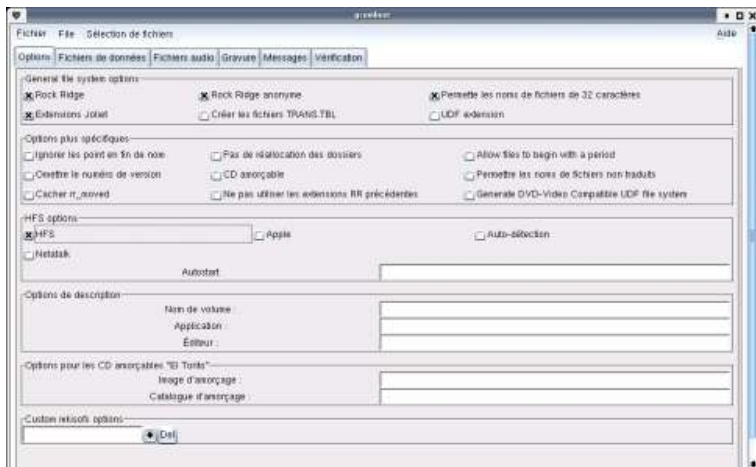 Fichier File Sélection de fichiers Aide
Options Fichiers de données Fichiers audio Gravure Messages Vérification
General file system options
Rock Ridge Rock Ridge anonyme Permette les noms de fichiers de 32 caractères
Extensions Joliet Créer les fichiers TRANS.TBL UDF extension
Options plus spécifiques
Ignorer les point en fin de nom Pas de réallocation des dossiers Allow files to begin with a period
Omettre le numéro de version CD amorçable Permettre les noms de fichiers non traduits
Cacher rr_moved Ne pas utiliser les extensions RR précédentes Generate DVD-Video Compatible UDF file system
HFS options
HFS Apple Auto-détection
Netatalk
Autostart
Options de description
Nom de volume :
Application :
Éditeur :
Options pour les CD amorçables "El Torito"
Image d'amorçage :
Catalogue d'amorçage :
Custom mkisofs options
Del